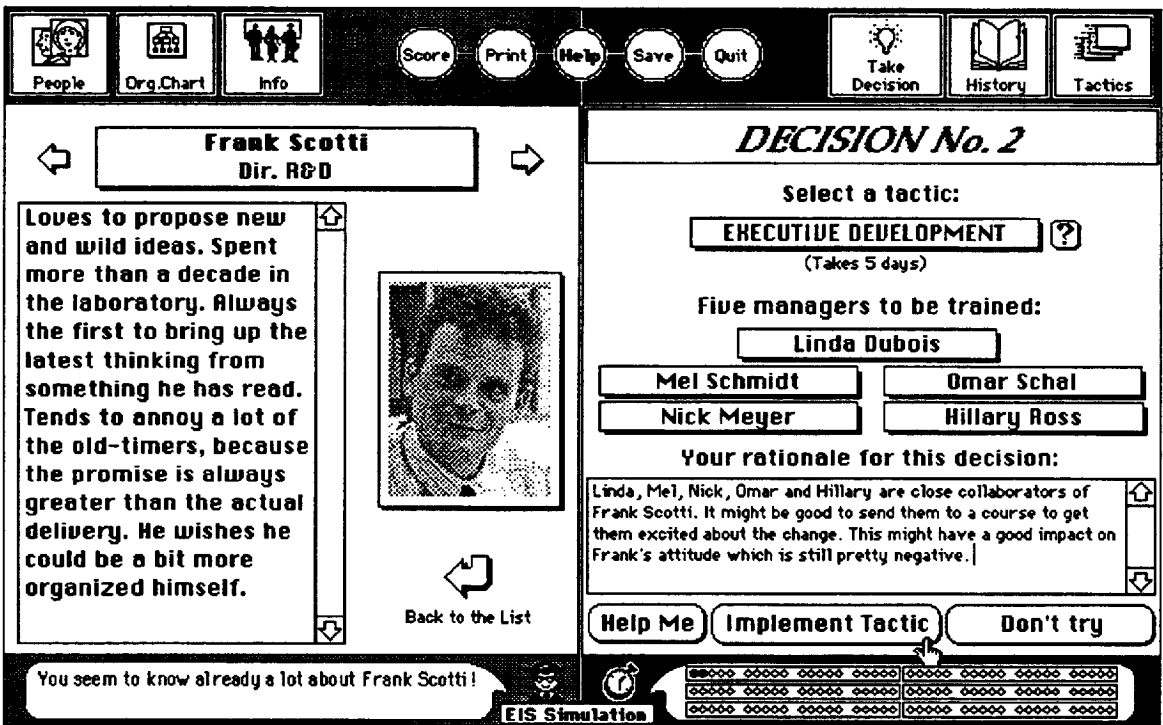 People
Org.Chart
Info
Score
Print
Help
Save
Quit
Take
Decision
History
Tactics
Frank Scotti
Dir. R&D
Loves to propose new
and wild ideas. Spent
more than a decade in
the laboratory. Always
the first to bring up the
latest thinking from
something he has read.
Tends to annoy a lot of
the old-timers, because
the promise is always
greater than the actual
delivery. He wishes he
could be a bit more
organized himself.
Back to the List
You seem to know already a lot about Frank Scotti!
EIS Simulation
DECISION No. 2
Select a tactic:
EXECUTIVE DEVELOPMENT
?
(Takes 5 days)
Five managers to be trained:
Linda Dubois
Mel Schmidt
Omar Schal
Nick Meyer
Hillary Ross
Your rationale for this decision:
Linda, Mel, Nick, Omar and Hillary are close collaborators of
Frank Scotti. It might be good to send them to a course to get
them excited about the change. This might have a good impact on
Frank's attitude which is still pretty negative.
Help Me
Implement Tactic
Don't try